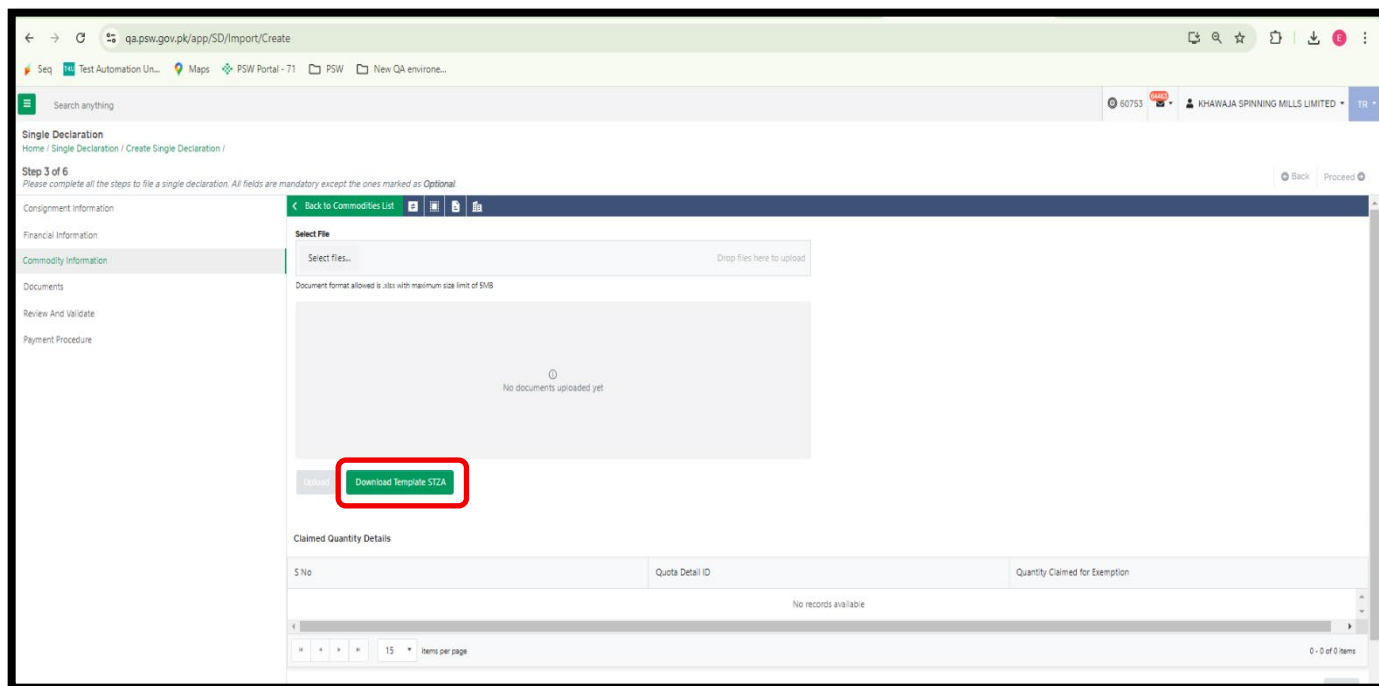 qa.psw.gov.pk/app/SD/Import/Create
E
Seq Test Automation Un... Maps PSW Portal - 71 PSW New QA environe...
Search anything 60753 64463 KHAWAJA SPINNING MILLS LIMITED TR
Single Declaration
Home / Single Declaration / Create Single Declaration /
Step 3 of 6
Please complete all the steps to file a single declaration. All fields are mandatory except the ones marked as Optional.
Back Proceed
Consignment Information
Financial Information
Commodity Information
Documents
Review And Validate
Payment Procedure
Back to Commodities List
Select File
Select files... Drop files here to upload
Document format allowed is .xlsx with maximum size limit of 5MB
No documents uploaded yet
Upload Download Template STZA
Claimed Quantity Details
S No Quota Detail ID Quantity Claimed for Exemption
No records available
15 items per page 0 - 0 of 0 items